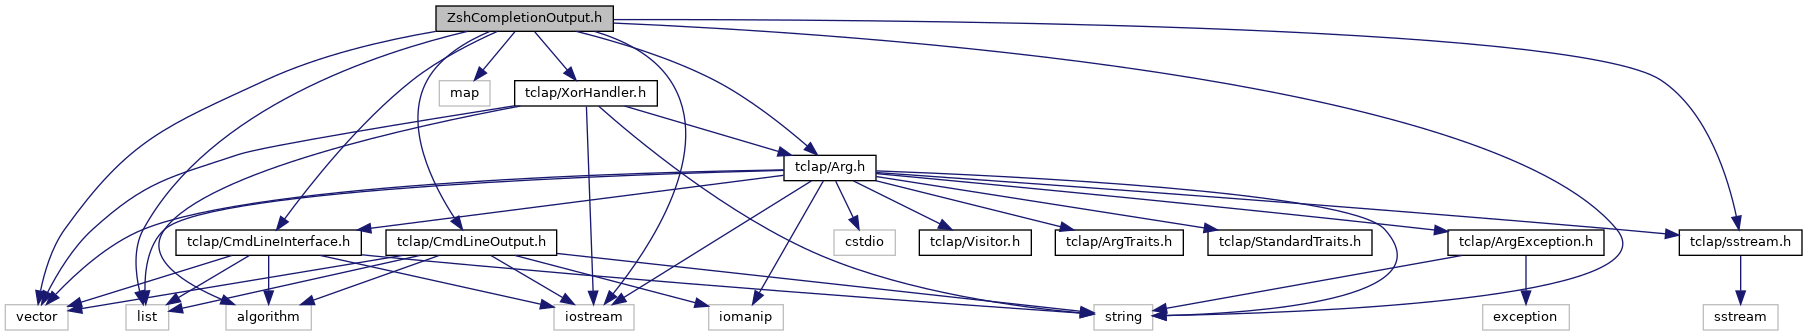 ZshCompletionOutput.h
map
tclap/XorHandler.h
tclap/Arg.h
tclap/CmdLineInterface.h
tclap/CmdLineOutput.h
cstdio
tclap/Visitor.h
tclap/ArgTraits.h
tclap/StandardTraits.h
tclap/ArgException.h
tclap/sstream.h
vector
list
algorithm
iostream
iomanip
string
exception
sstream